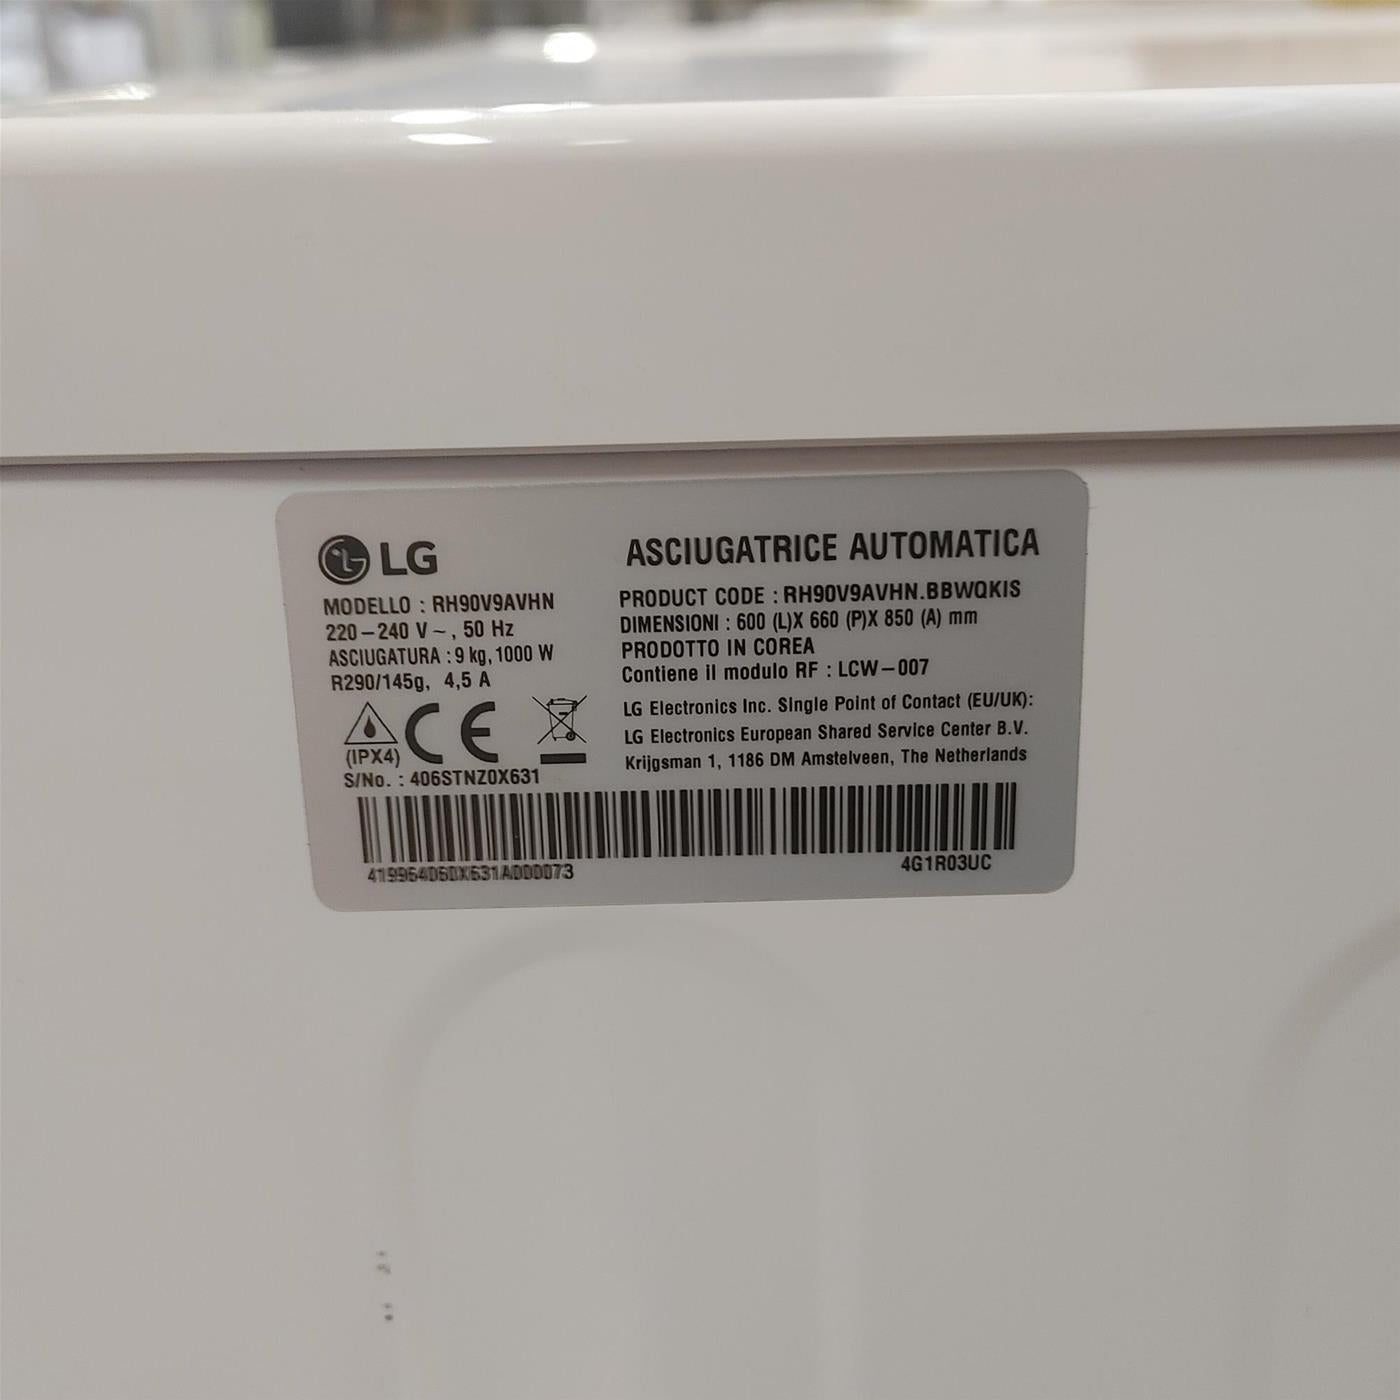 LG
ASCIUGATRICE AUTOMATICA
MODELLO : RH90V9AVHN
220-240 V ~ , 50 Hz
ASCIUGATURA : 9 kg, 1000 W
R290/145g, 4,5 A
(IPX4)
S/No. : 406STNZ0X631
PRODUCT CODE : RH90V9AVHN.BBWQKIS
DIMENSIONI : 600 (L)X 660 (P)X 850 (A) mm
PRODOTTO IN COREA
Contiene il modulo RF : LCW-007
LG Electronics Inc. Single Point of Contact (EU/UK):
LG Electronics European Shared Service Center B.V.
Krijgsman 1, 1186 DM Amstelveen, The Netherlands
419964060X631A000073
4G1R03UC